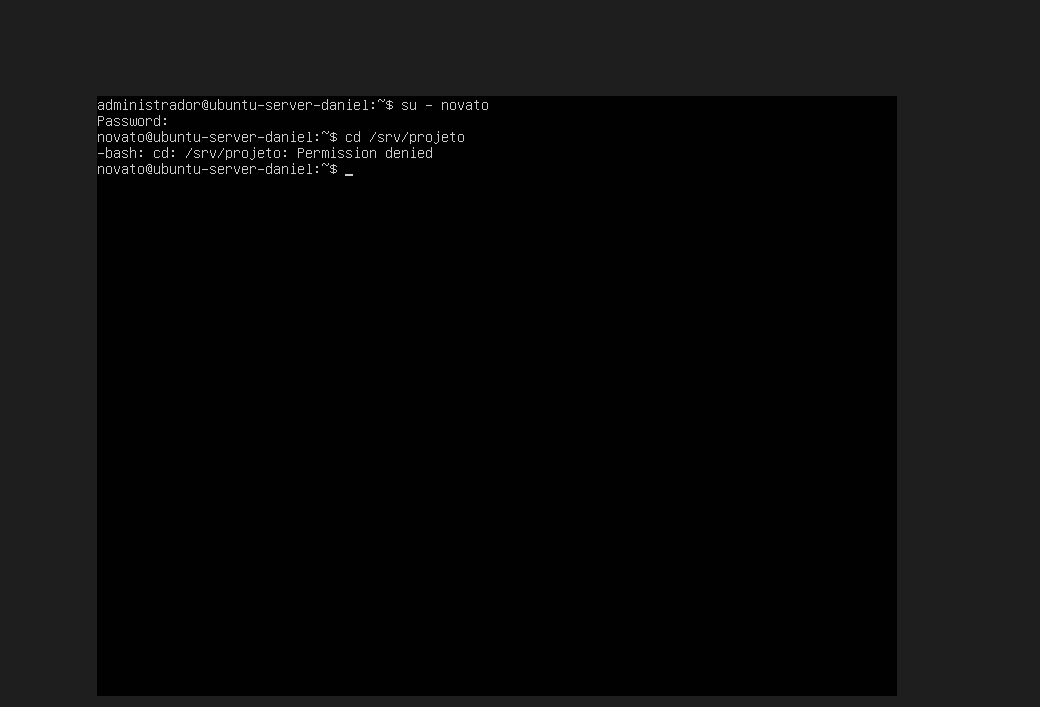 administrador@ubuntu-server-daniel:~$ su - novato
Password:
novato@ubuntu-server-daniel:~$ cd /srv/projeto
-bash: cd: /srv/projeto: Permission denied
novato@ubuntu-server-daniel:~$ _